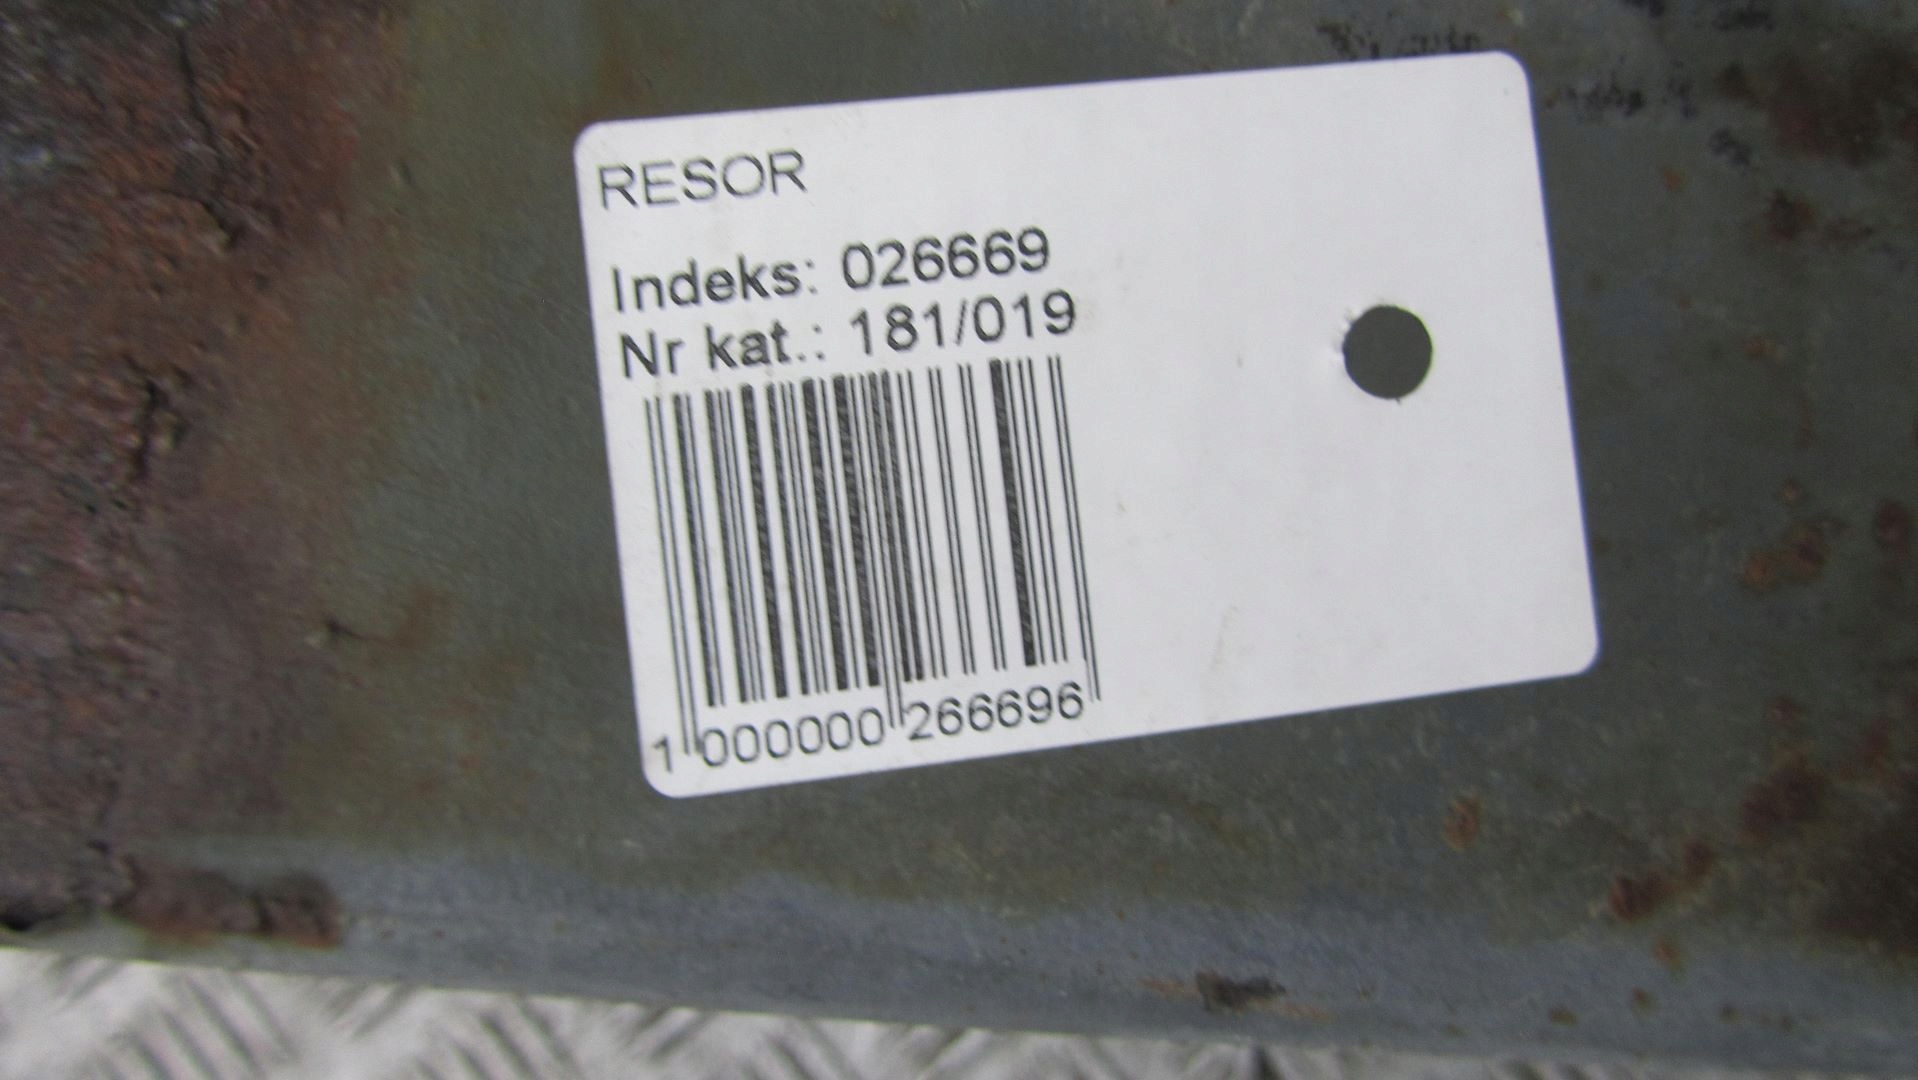 RESOR
Indeks: 026669
Nr kat.: 181/019
1 000000 266696